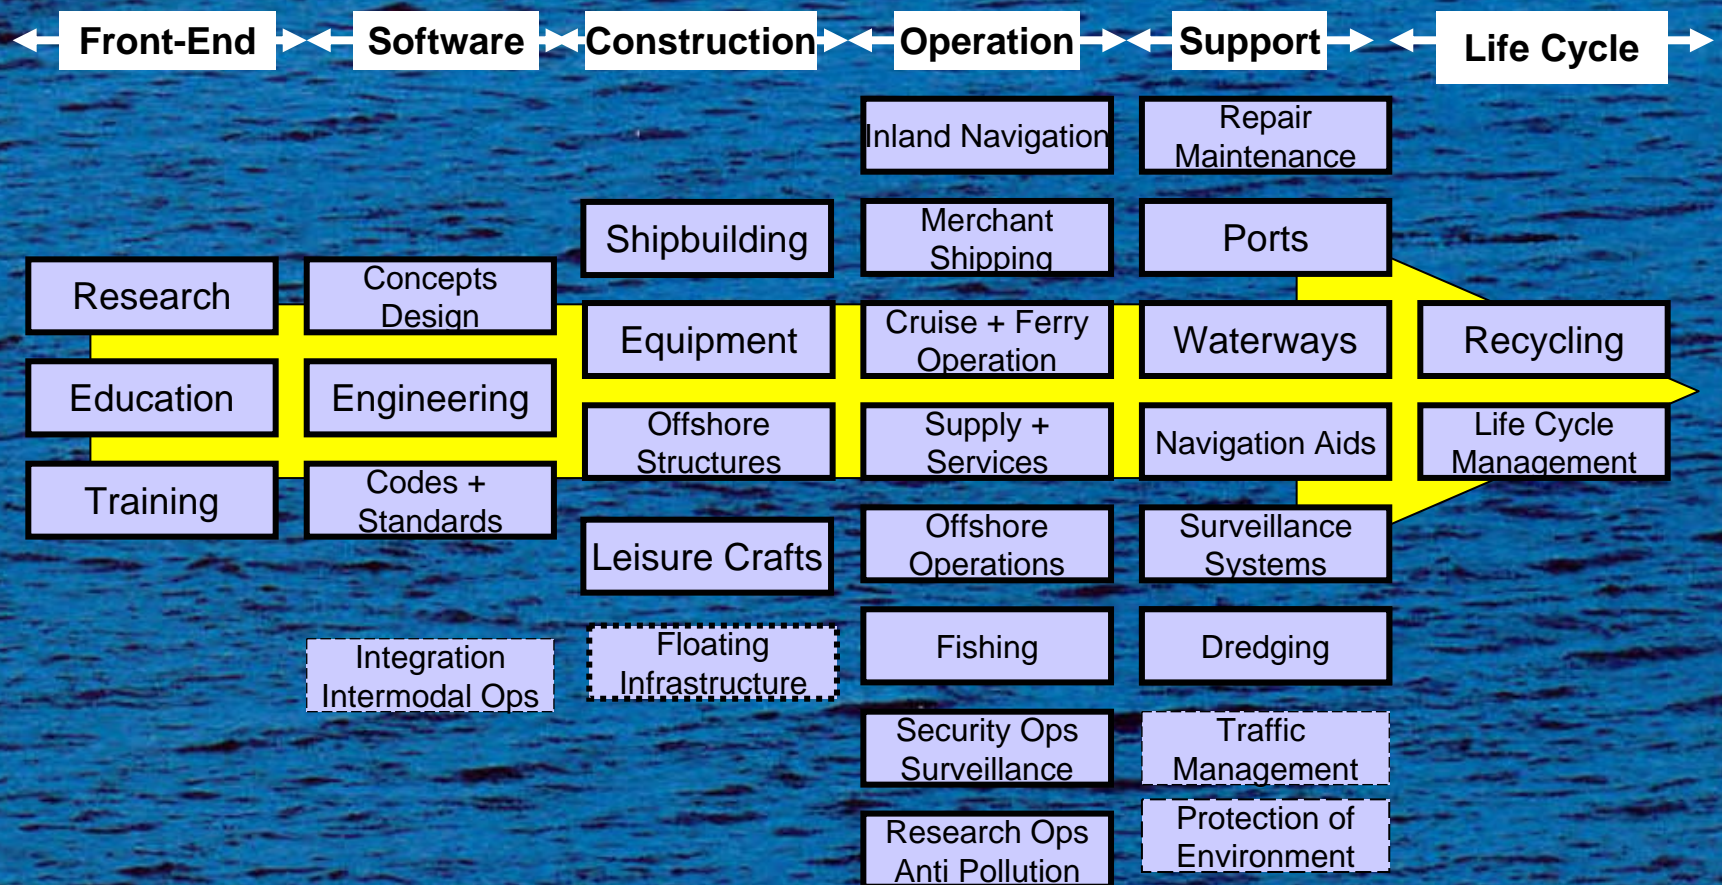 Front-End
Software
Construction
Operation
Support
Life Cycle
Research
Education
Training
Concepts
Design
Engineering
Codes +
Standards
Integration
Intermodal Ops
Shipbuilding
Equipment
Offshore
Structures
Leisure Crafts
Floating
Infrastructure
Inland Navigation
Merchant
Shipping
Cruise + Ferry
Operation
Supply +
Services
Offshore
Operations
Fishing
Security Ops
Surveillance
Research Ops
Anti Pollution
Repair
Maintenance
Ports
Waterways
Navigation Aids
Surveillance
Systems
Dredging
Traffic
Management
Protection of
Environment
Recycling
Life Cycle
Management